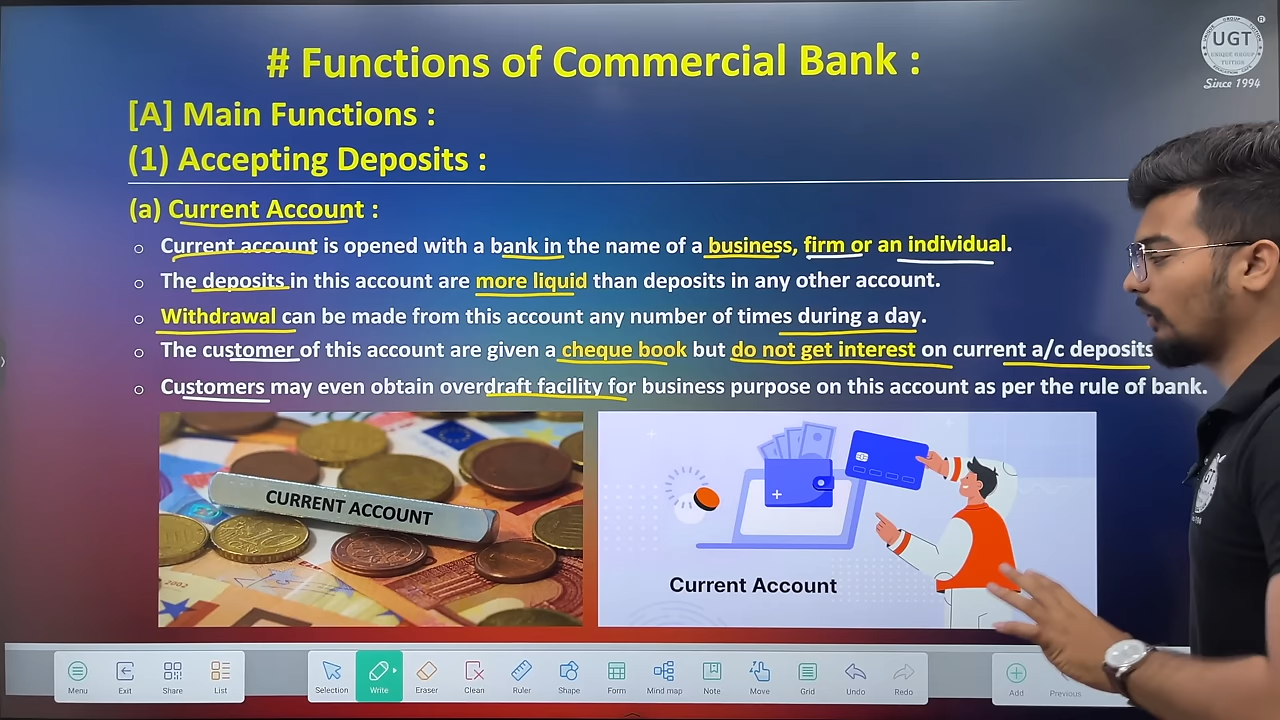 # Functions of Commercial Bank :
UGT
UNIQUE GROUP
TUITION
Since 1994
[A] Main Functions :
(1) Accepting Deposits :
(a) Current Account :
○ Current account is opened with a bank in the name of a business, firm or an individual.
○ The deposits in this account are more liquid than deposits in any other account.
○ Withdrawal can be made from this account any number of times during a day.
○ The customer of this account are given a cheque book but do not get interest on current a/c deposits
○ Customers may even obtain overdraft facility for business purpose on this account as per the rule of bank.
CURRENT ACCOUNT
2002
Current Account
Menu Exit Share List Selection Write Eraser Clean Ruler Shape Form Mind map Note Move Grid Undo Redo Add Previous